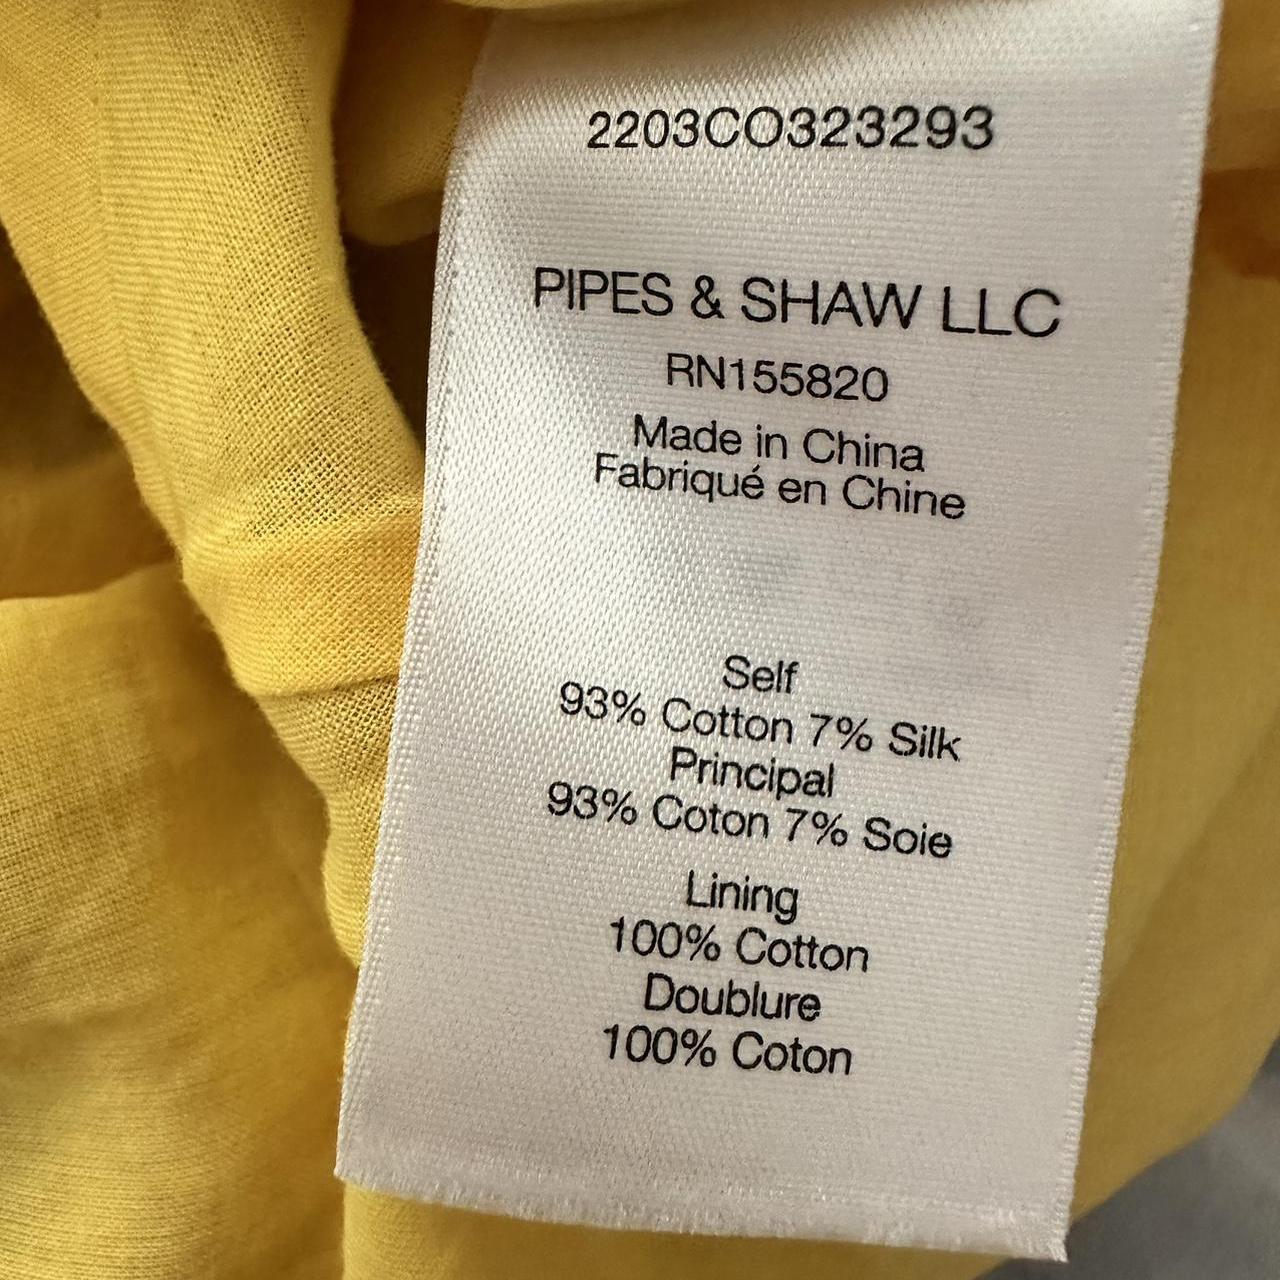 2203CO323293
PIPES & SHAW LLC
RN155820
Made in China
Fabriqué en Chine
Self
93% Cotton 7% Silk
Principal
93% Coton 7% Soie
Lining
100% Cotton
Doublure
100% Coton